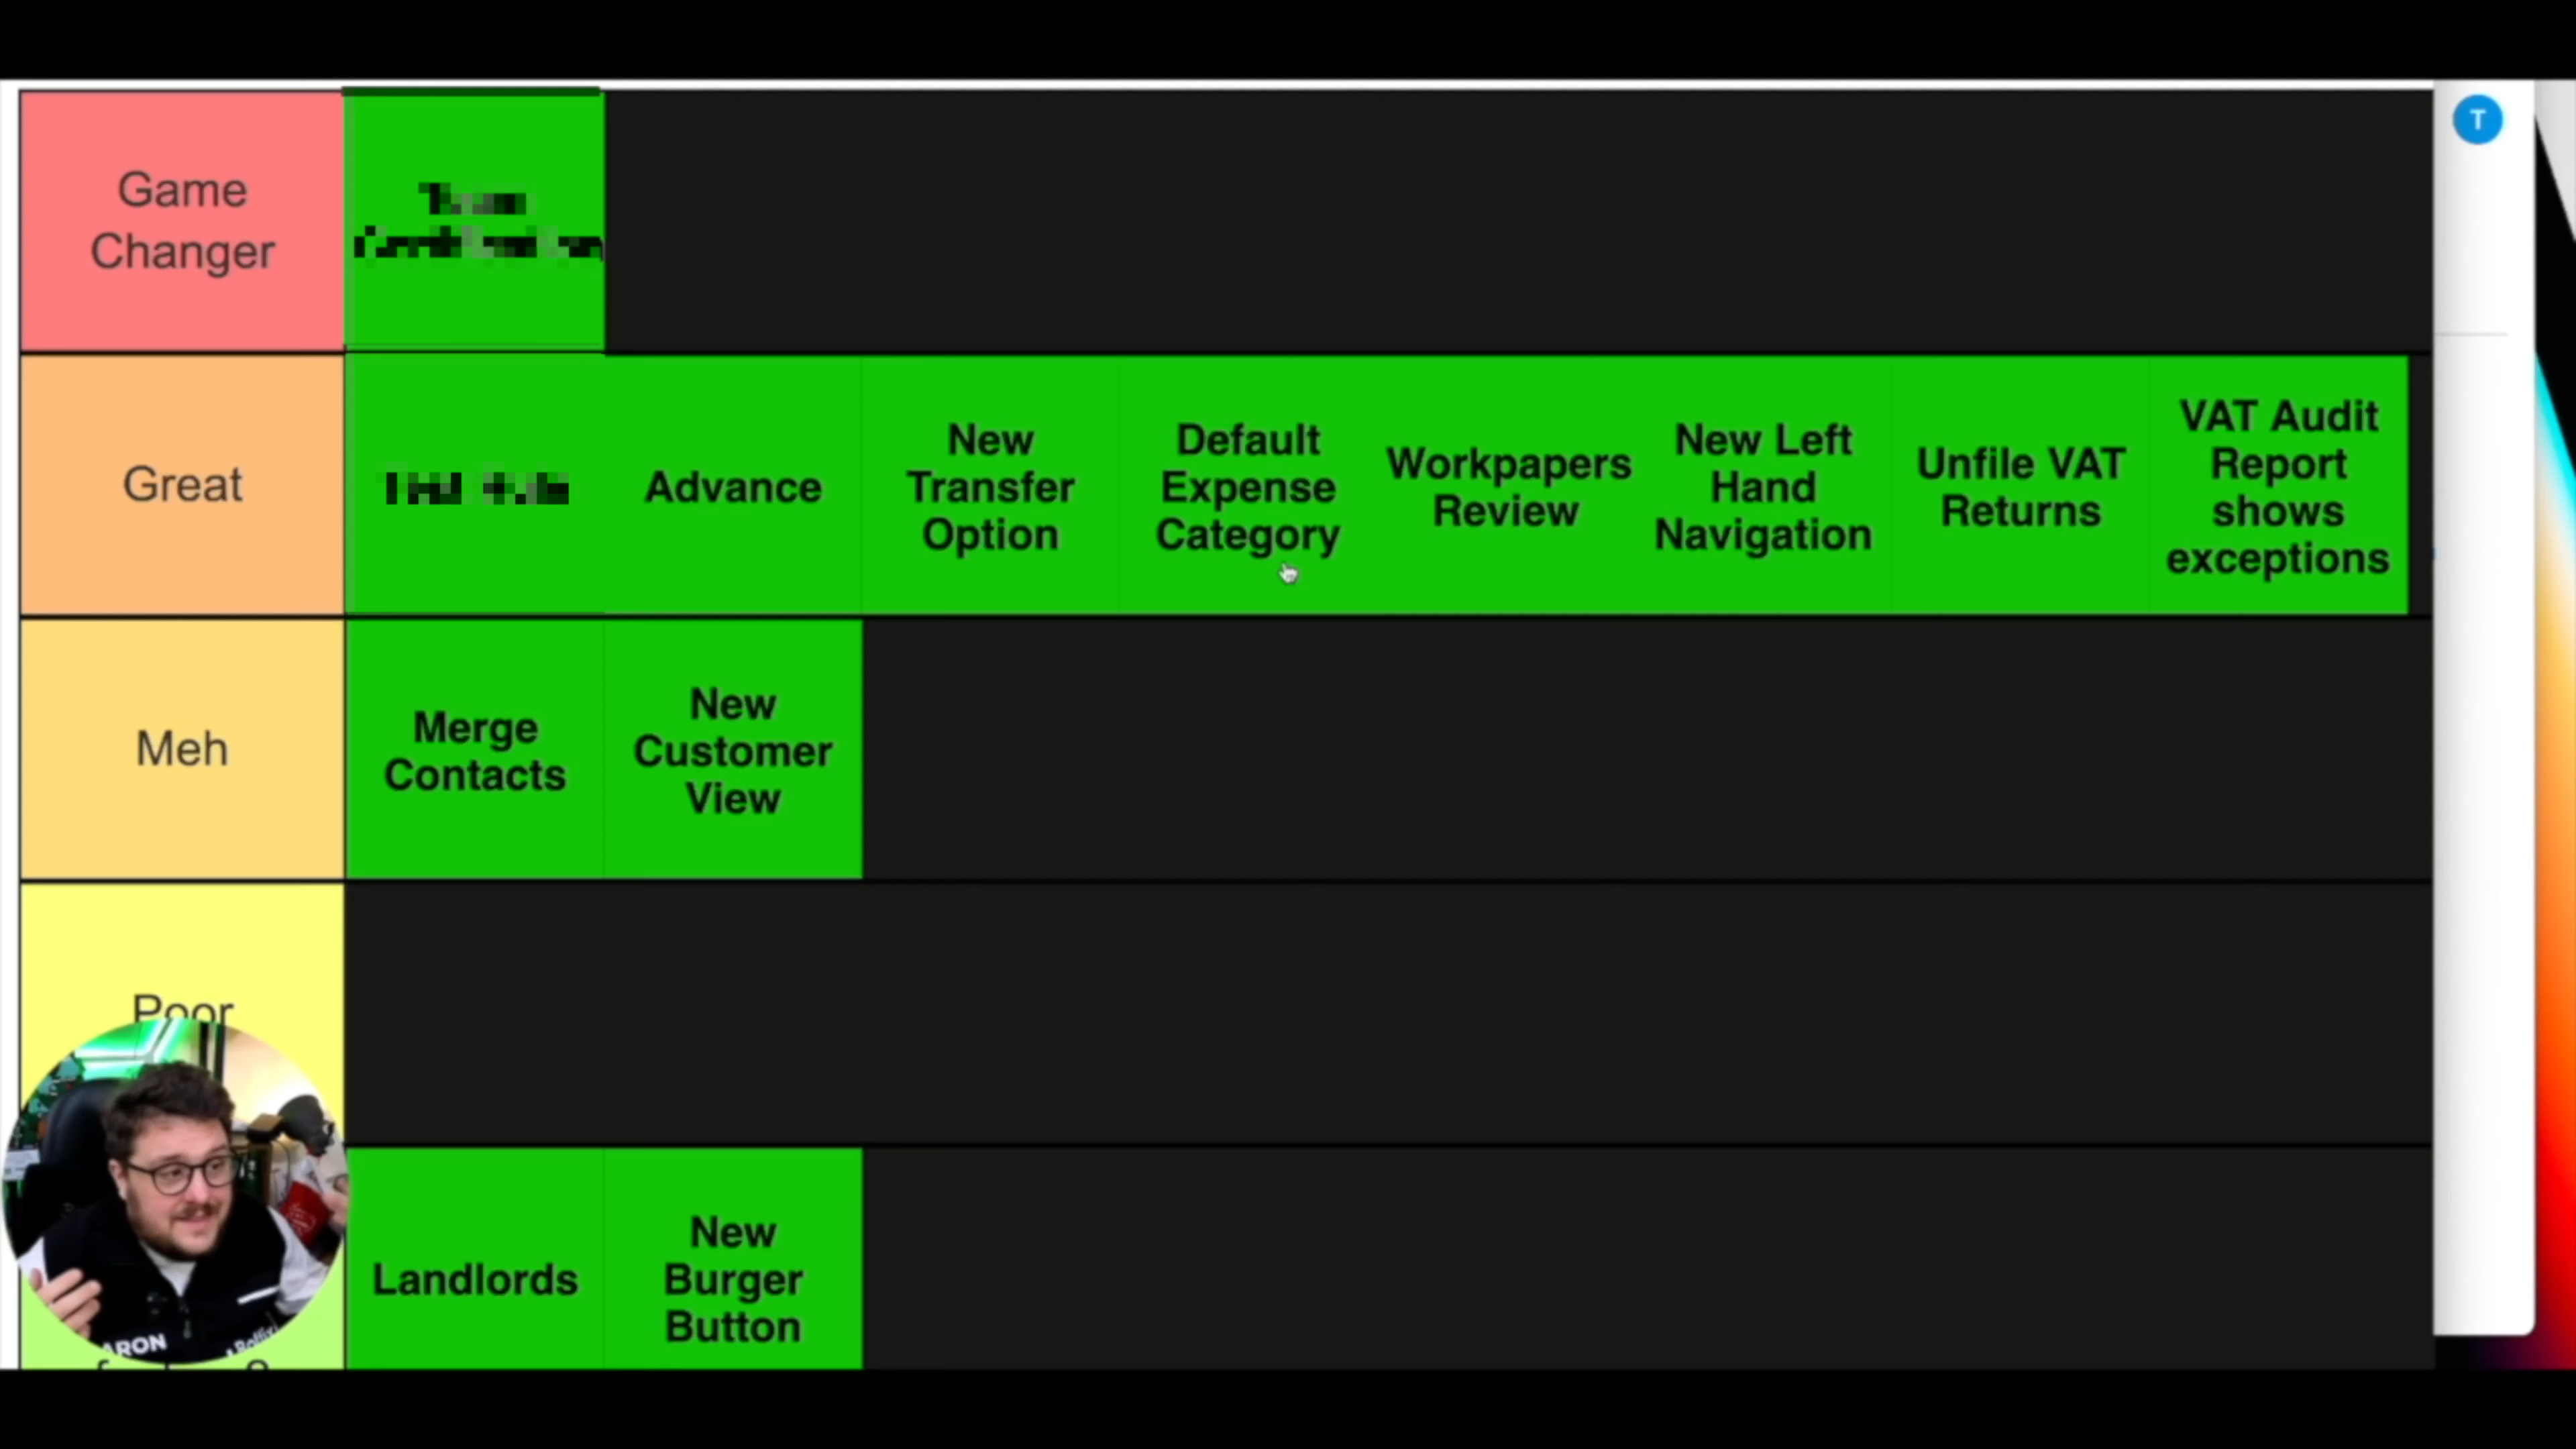 Game
Changer
Great
Advance
New
Transfer
Option
Default
Expense
Category
Workpapers
Review
New Left
Hand
Navigation
Unfile VAT
Returns
VAT Audit
Report
shows
exceptions
Meh
Merge
Contacts
New
Customer
View
Poor
Landlords
New
Burger
Button
T
ARON